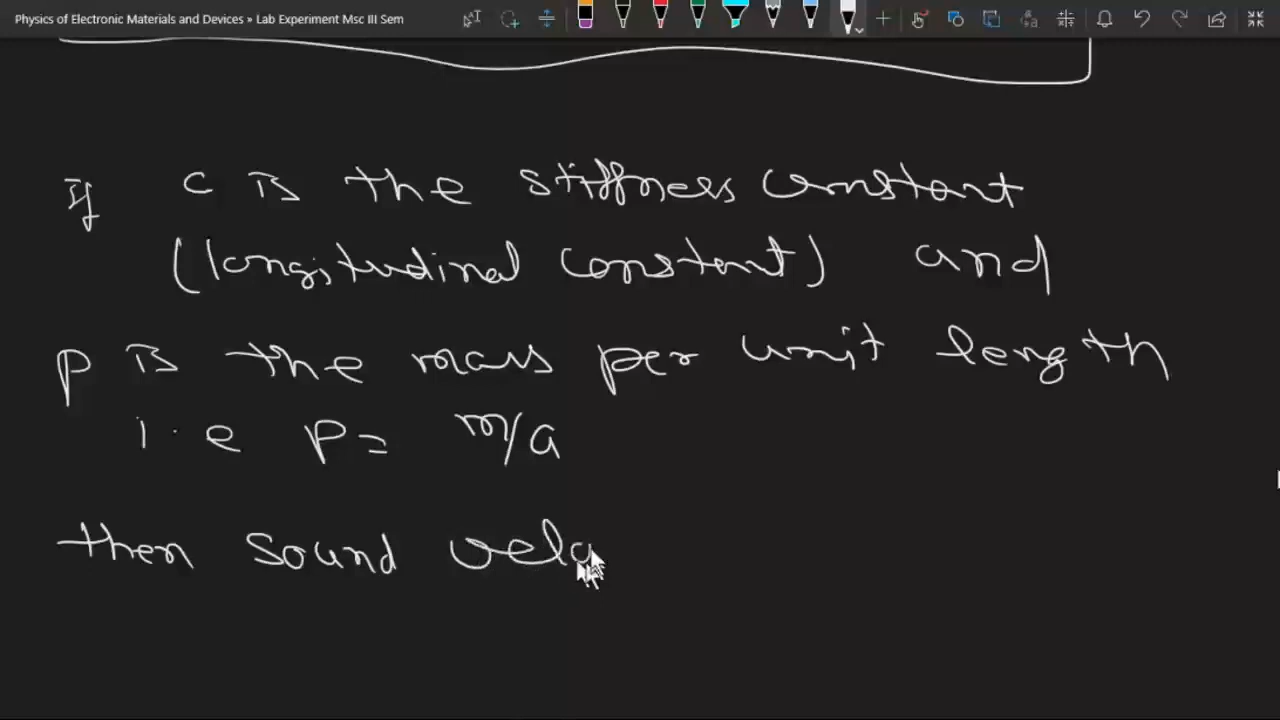 Physics of Electronic Materials and Devices » Lab Experiment Msc III Sem
if c is the stiffness constant
(longitudinal constant) and
p is the mass per unit length
i.e p = m/a
then sound velo